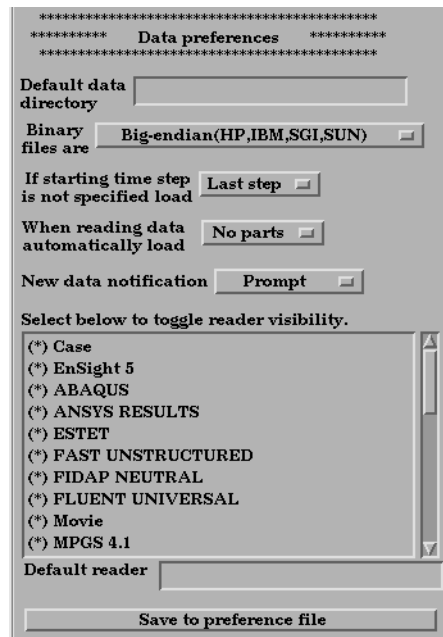 *******************************************
********** Data preferences **********
*******************************************
Default data
directory
Binary
files are
Big-endian(HP,IBM,SGI,SUN)
If starting time step
is not specified load
Last step
When reading data
automatically load
No parts
New data notification Prompt
Select below to toggle reader visibility.
(*) Case
(*) EnSight 5
(*) ABAQUS
(*) ANSYS RESULTS
(*) ESTET
(*) FAST UNSTRUCTURED
(*) FIDAP NEUTRAL
(*) FLUENT UNIVERSAL
(*) Movie
(*) MPGS 4.1
Default reader
Save to preference file